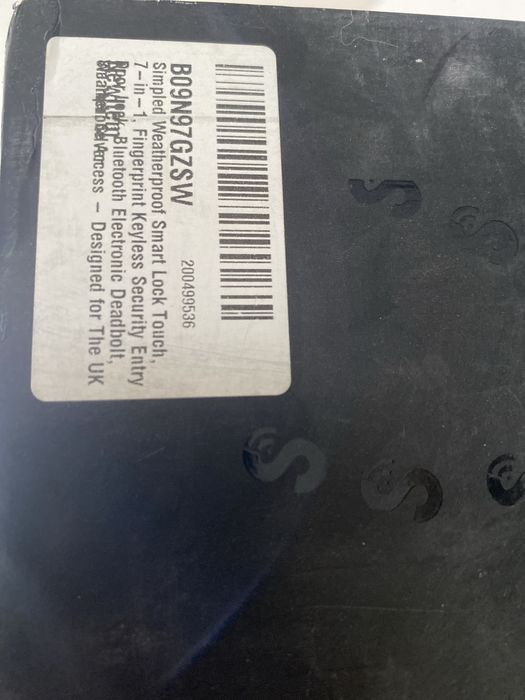 B09N97GZSW
200499536
Simpled Weatherproof Smart Lock Touch,
7-in-1, Fingerprint Keyless Security Entry
Bluetooth Electronic Deadbolt,
Access - Designed for The UK